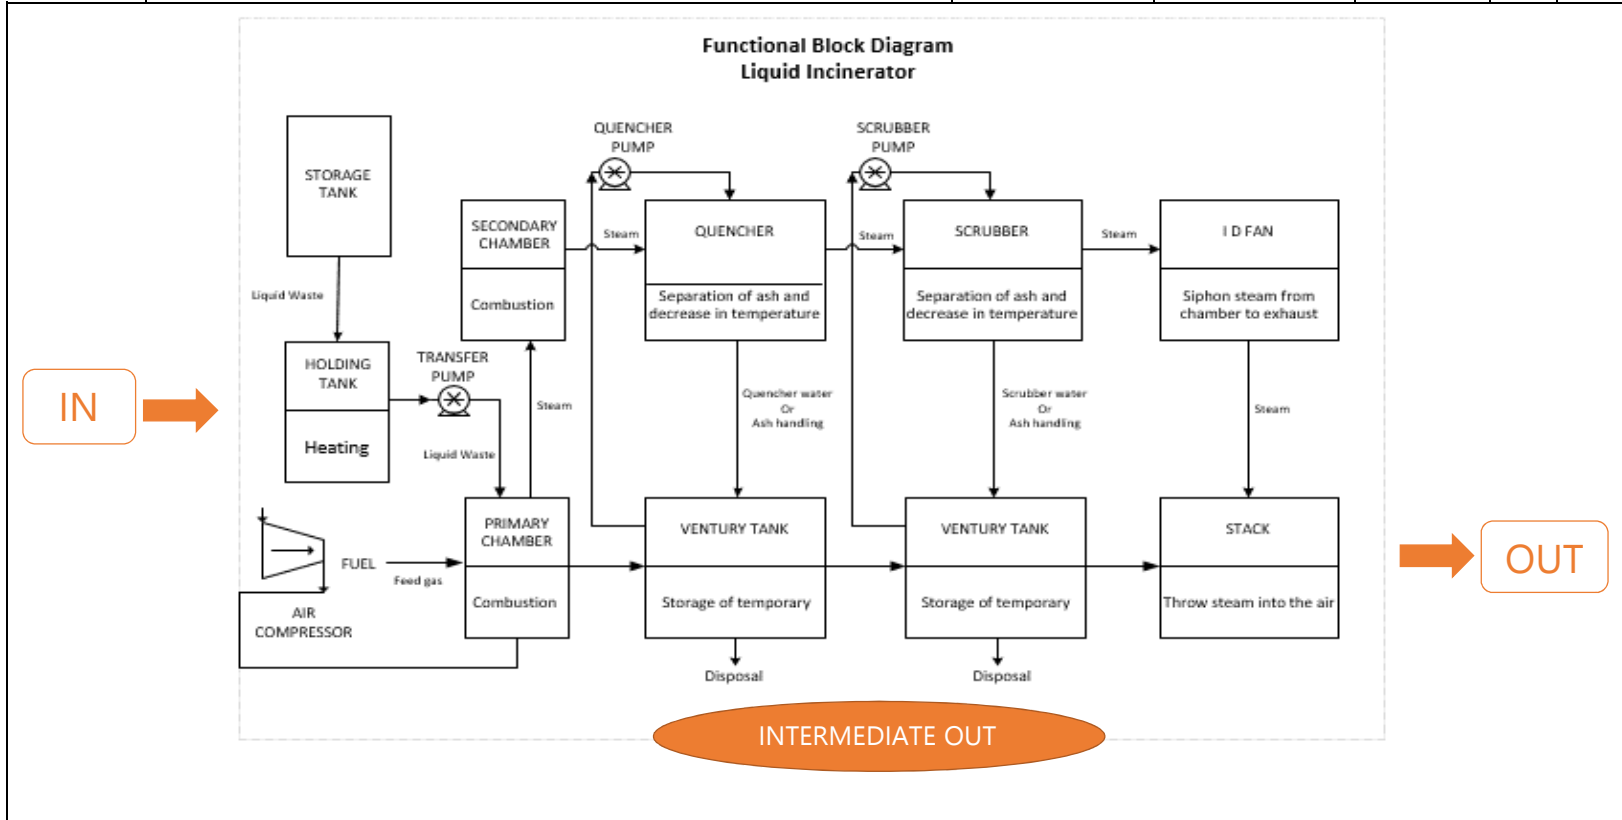 Functional Block Diagram
Liquid Incinerator
STORAGE
TANK
Liquid Waste
HOLDING
TANK
Heating
TRANSFER
PUMP
Liquid Waste
FUEL
Feed gas
AIR
COMPRESSOR
PRIMARY
CHAMBER
Combustion
Steam
SECONDARY
CHAMBER
Combustion
Steam
QUENCHER
PUMP
QUENCHER
Separation of ash and
decrease in temperature
Quencher water
Or
Ash handling
VENTURY TANK
Storage of temporary
Disposal
Steam
SCRUBBER
PUMP
SCRUBBER
Separation of ash and
decrease in temperature
Scrubber water
Or
Ash handling
VENTURY TANK
Storage of temporary
Disposal
Steam
I D FAN
Siphon steam from
chamber to exhaust
Steam
STACK
Throw steam into the air
IN
OUT
INTERMEDIATE OUT